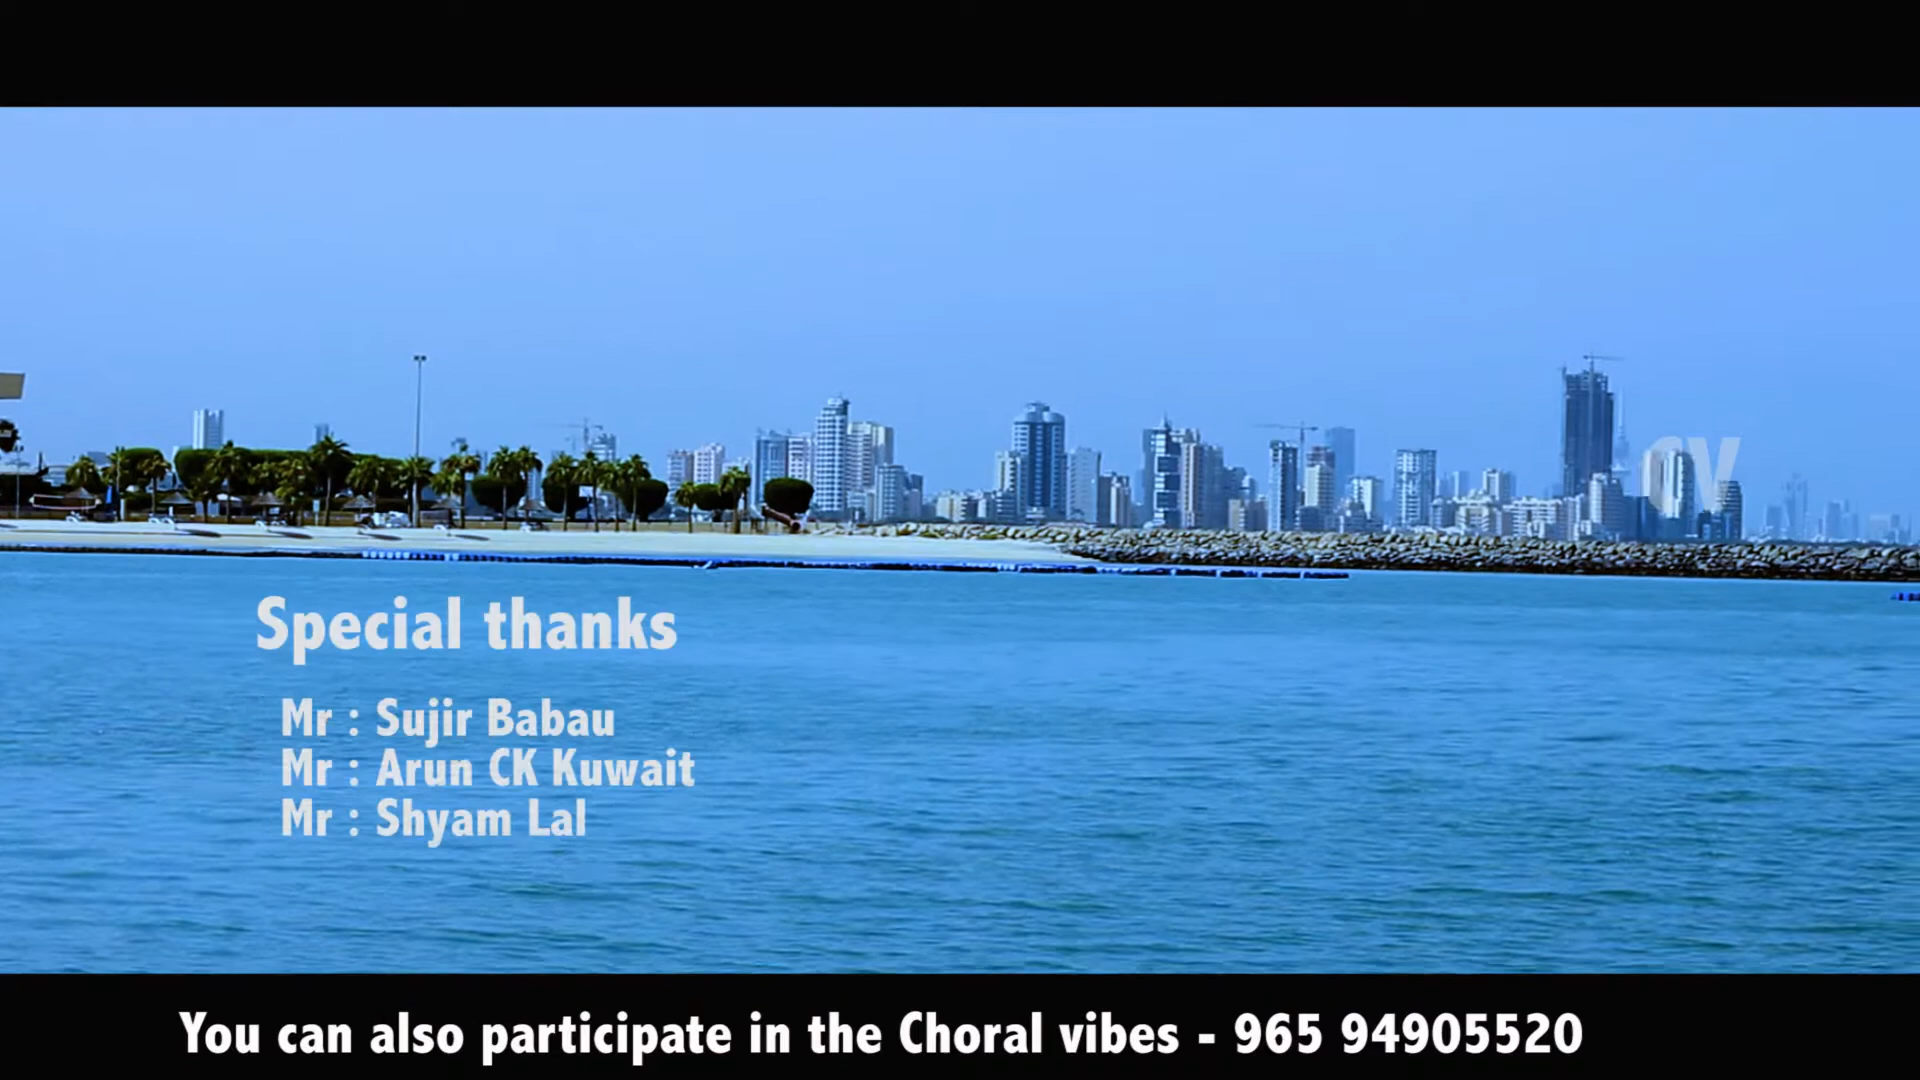 CV
Special thanks
Mr : Sujir Babau
Mr : Arun CK Kuwait
Mr : Shyam Lal
You can also participate in the Choral vibes - 965 94905520